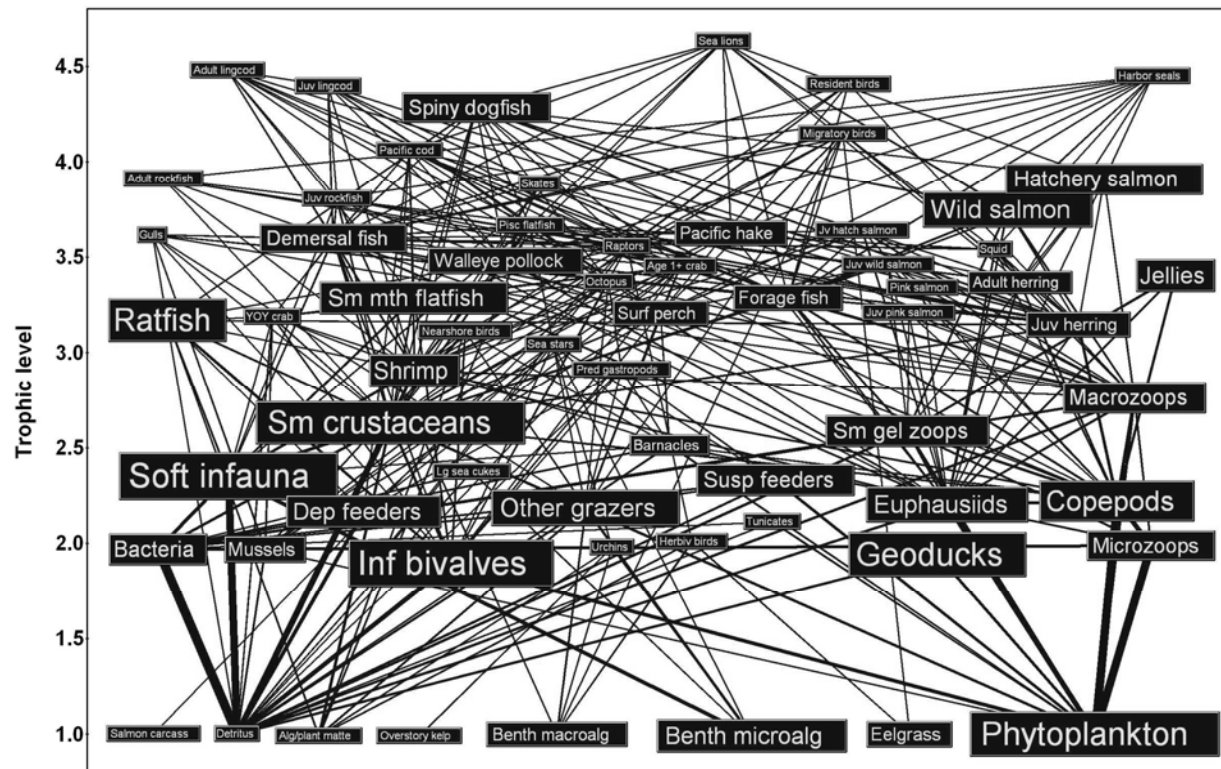 Trophic level
4.5
4.0
3.5
3.0
2.5
2.0
1.5
1.0
Sea lions
Adult lingcod
Harbor seals
Juv lingcod
Resident birds
Spiny dogfish
Migratory birds
Pacific cod
Adult rockfish
Skates
Hatchery salmon
Juv rockfish
Wild salmon
Pisc flatfish
Gulls
Demersal fish
Raptors
Pacific hake
Jv hatch salmon
Squid
Walleye pollock
Age 1+ crab
Juv wild salmon
Jellies
Octopus
Pink salmon
Adult herring
Sm mth flatfish
Forage fish
Ratfish
YOY crab
Surf perch
Juv pink salmon
Juv herring
Nearshore birds
Sea stars
Shrimp
Pred gastropods
Macrozoops
Sm crustaceans
Sm gel zoops
Barnacles
Soft infauna
Lg sea cukes
Susp feeders
Dep feeders
Other grazers
Euphausiids
Copepods
Tunicates
Bacteria
Mussels
Inf bivalves
Urchins
Herbiv birds
Geoducks
Microzoops
Salmon carcass
Detritus
Alg/plant matte
Overstory kelp
Benth macroalg
Benth microalg
Eelgrass
Phytoplankton